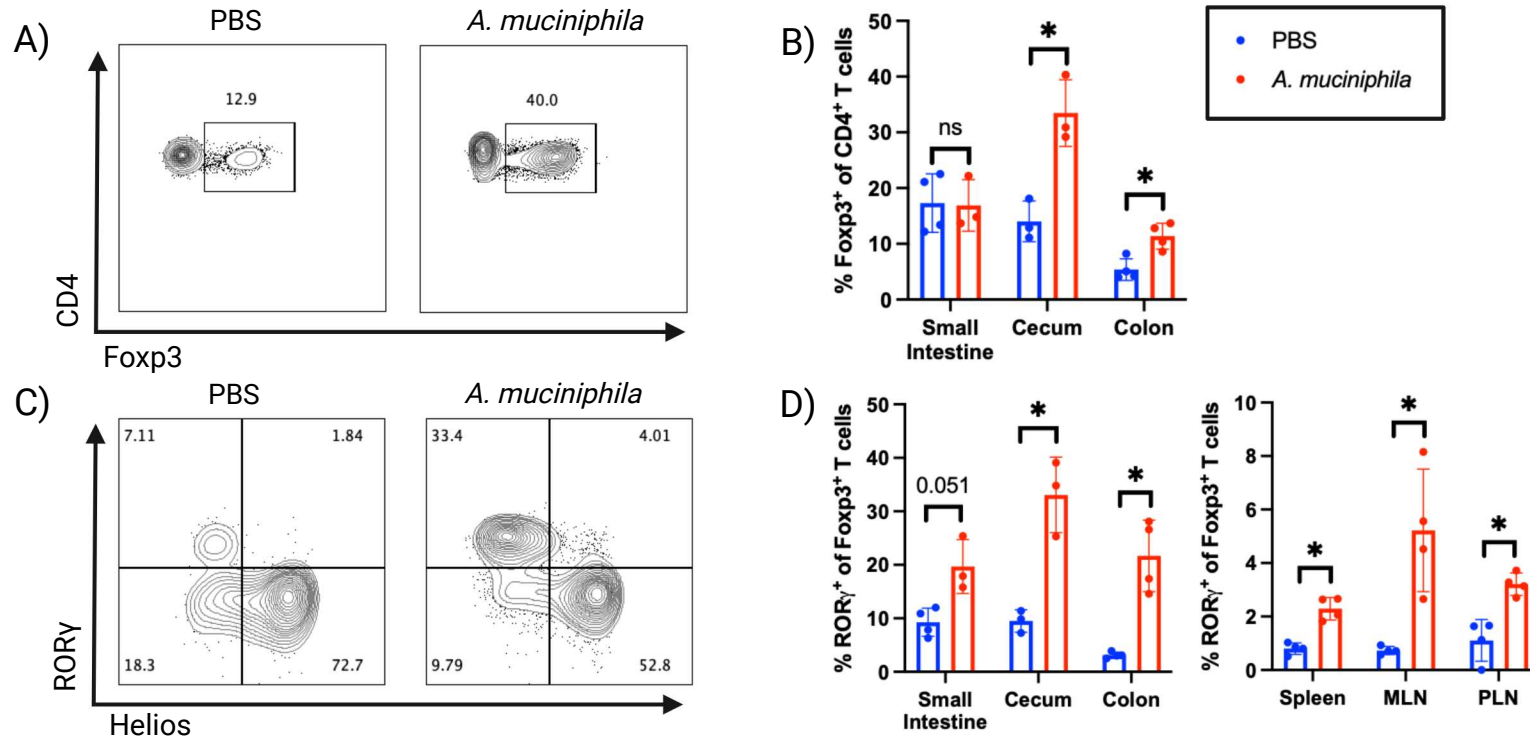 A)
PBS
A. muciniphila
12.9
40.0
CD4
Foxp3
B)
% Foxp3⁺ of CD4⁺ T cells
50
40
30
20
10
0
ns
*
*
Small
Intestine
Cecum
Colon
PBS
A. muciniphila
C)
PBS
A. muciniphila
7.11
1.84
18.3
72.7
33.4
4.01
9.79
52.8
RORγ
Helios
D)
% RORγ⁺ of Foxp3⁺ T cells
50
40
30
20
10
0
0.051
*
*
Small
Intestine
Cecum
Colon
% RORγ⁺ of Foxp3⁺ T cells
10
8
6
4
2
0
*
*
*
Spleen
MLN
PLN